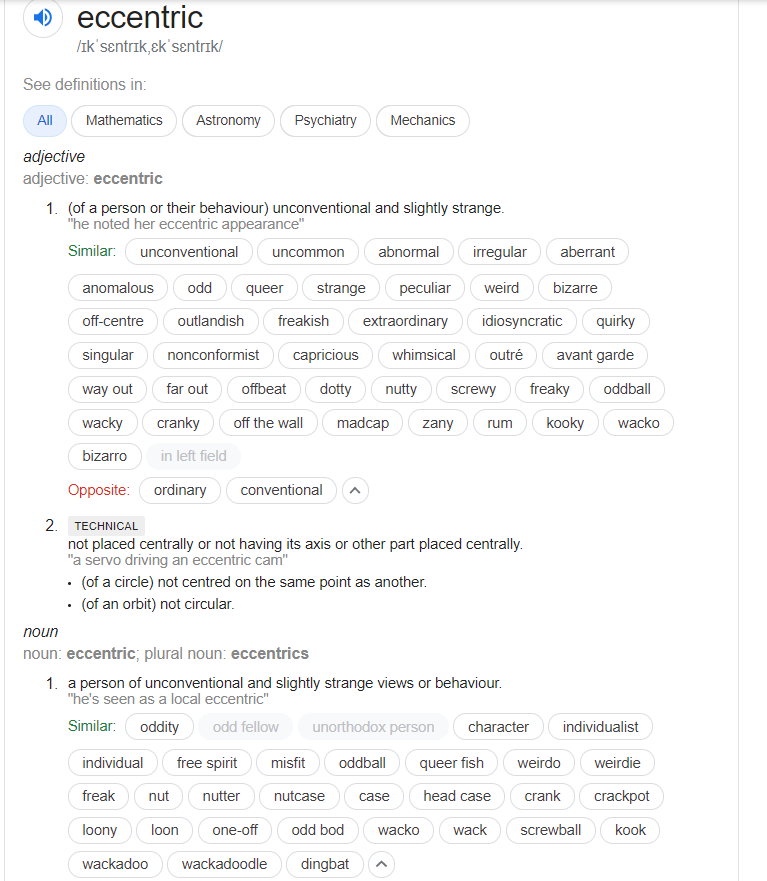 eccentric
/ɪkˈsɛntrɪk,ɛkˈsɛntrɪk/
See definitions in:
All Mathematics Astronomy Psychiatry Mechanics
adjective
adjective: eccentric
1. (of a person or their behaviour) unconventional and slightly strange.
"he noted her eccentric appearance"
Similar: unconventional uncommon abnormal irregular aberrant
anomalous odd queer strange peculiar weird bizarre
off-centre outlandish freakish extraordinary idiosyncratic quirky
singular nonconformist capricious whimsical outré avant garde
way out far out offbeat dotty nutty screwy freaky oddball
wacky cranky off the wall madcap zany rum kooky wacko
bizarro in left field
Opposite: ordinary conventional
2. TECHNICAL
not placed centrally or not having its axis or other part placed centrally.
"a servo driving an eccentric cam"
• (of a circle) not centred on the same point as another.
• (of an orbit) not circular.
noun
noun: eccentric; plural noun: eccentrics
1. a person of unconventional and slightly strange views or behaviour.
"he's seen as a local eccentric"
Similar: oddity odd fellow unorthodox person character individualist
individual free spirit misfit oddball queer fish weirdo weirdie
freak nut nutter nutcase case head case crank crackpot
loony loon one-off odd bod wacko wack screwball kook
wackadoo wackadoodle dingbat